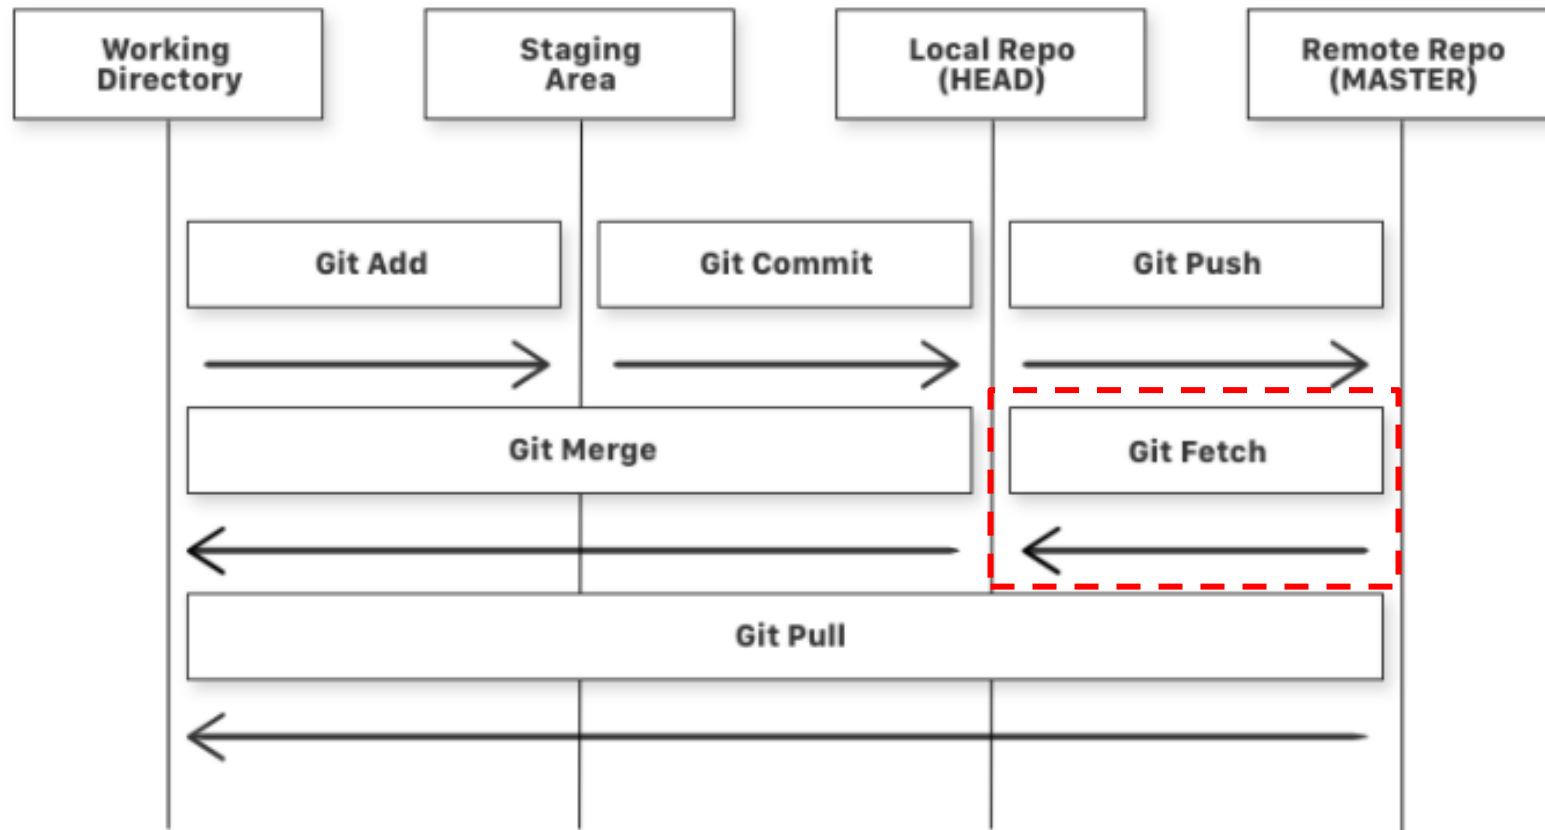 Working
Directory
Staging
Area
Local Repo
(HEAD)
Remote Repo
(MASTER)
Git Add
Git Commit
Git Push
Git Merge
Git Fetch
Git Pull